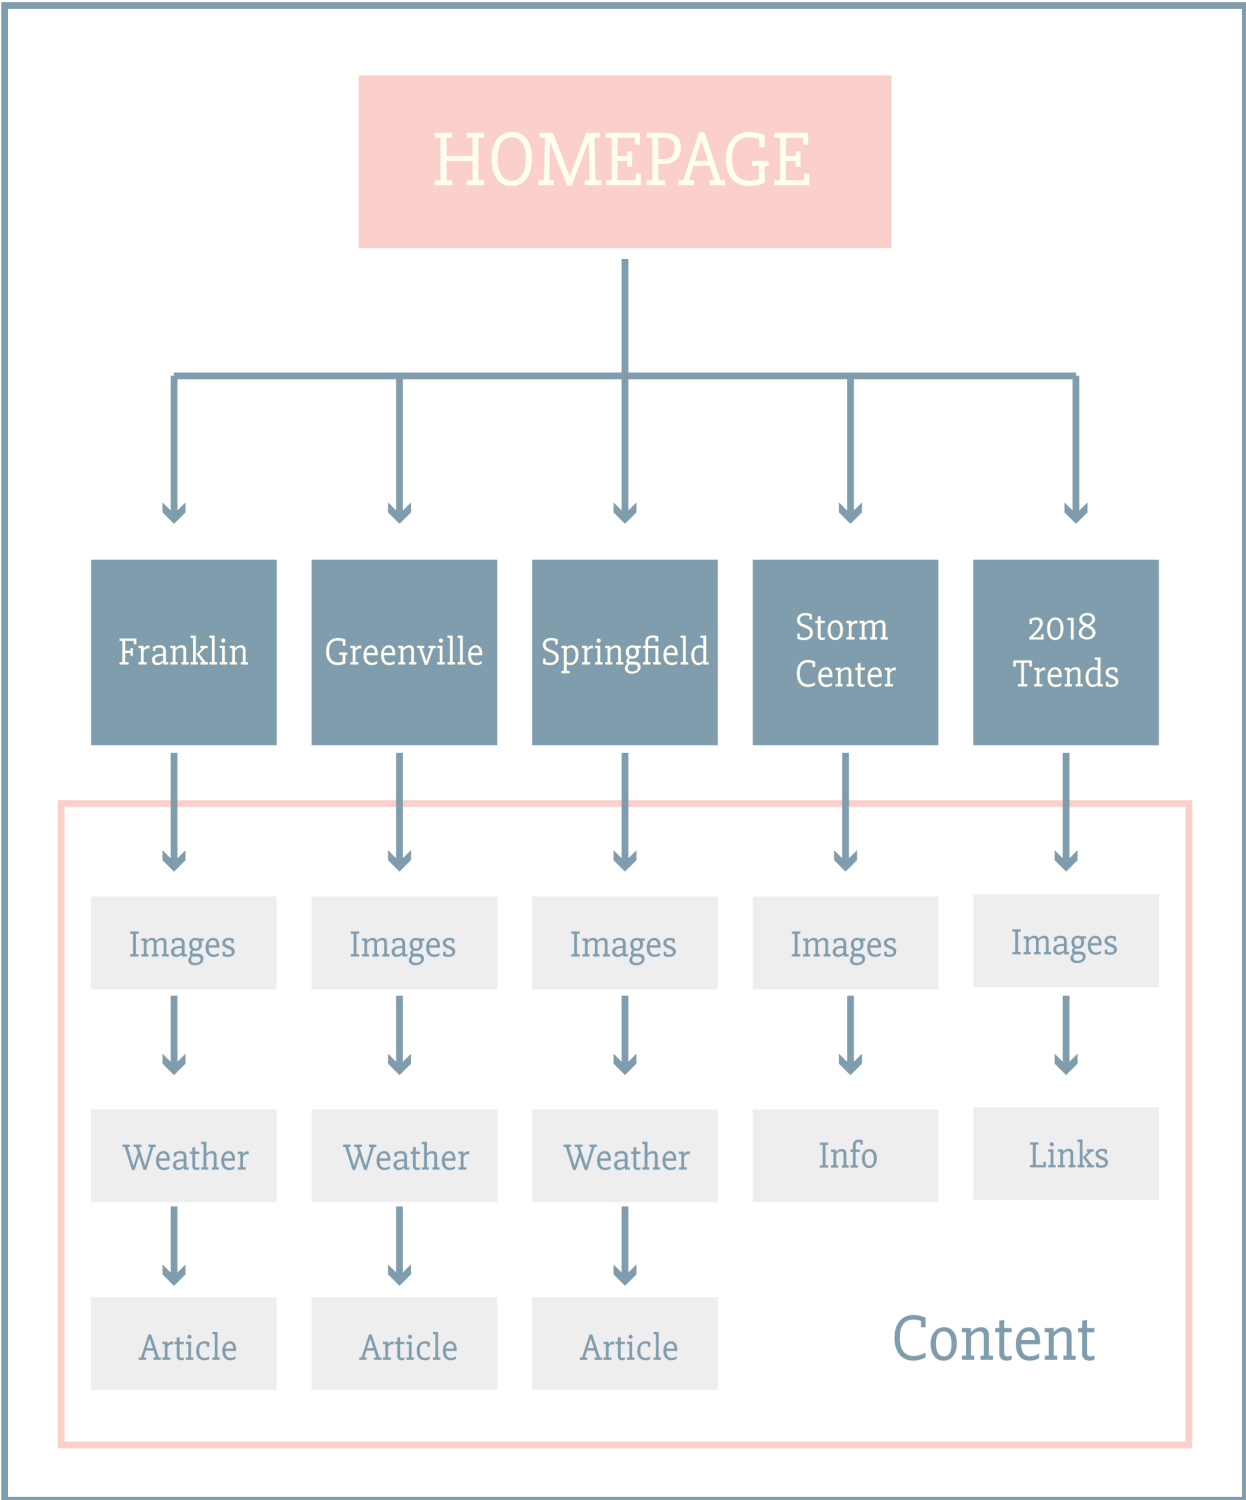 HOMEPAGE
Franklin
Greenville
Springfield
Storm
Center
2018
Trends
Images
Images
Images
Images
Images
Weather
Weather
Weather
Info
Links
Article
Article
Article
Content